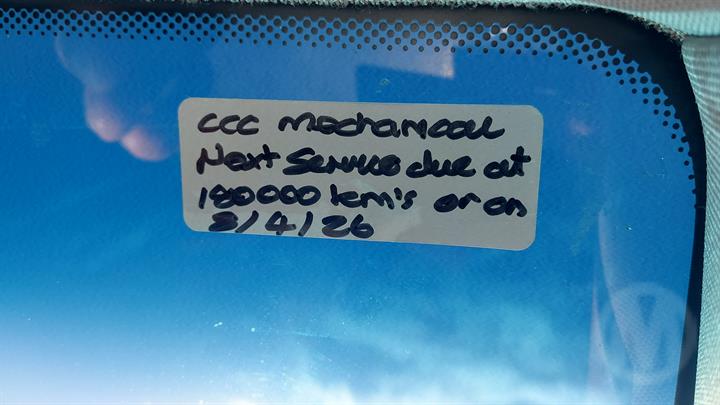 CCC Mechanical
Next Service due at
180000 km's or on
8/4/26